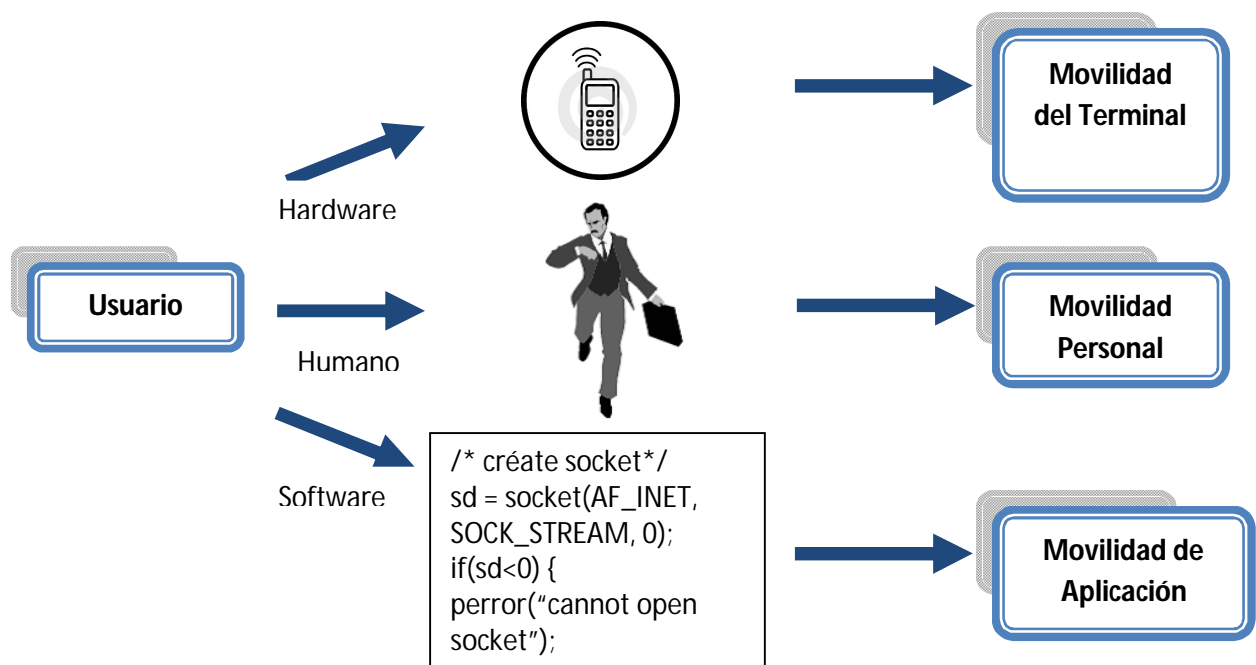 Movilidad
del Terminal
Hardware
Usuario
Humano
Movilidad
Personal
Software
/* créate socket*/
sd = socket(AF_INET,
SOCK_STREAM, 0);
if(sd<0) {
perror(“cannot open
socket”);
Movilidad de
Aplicación